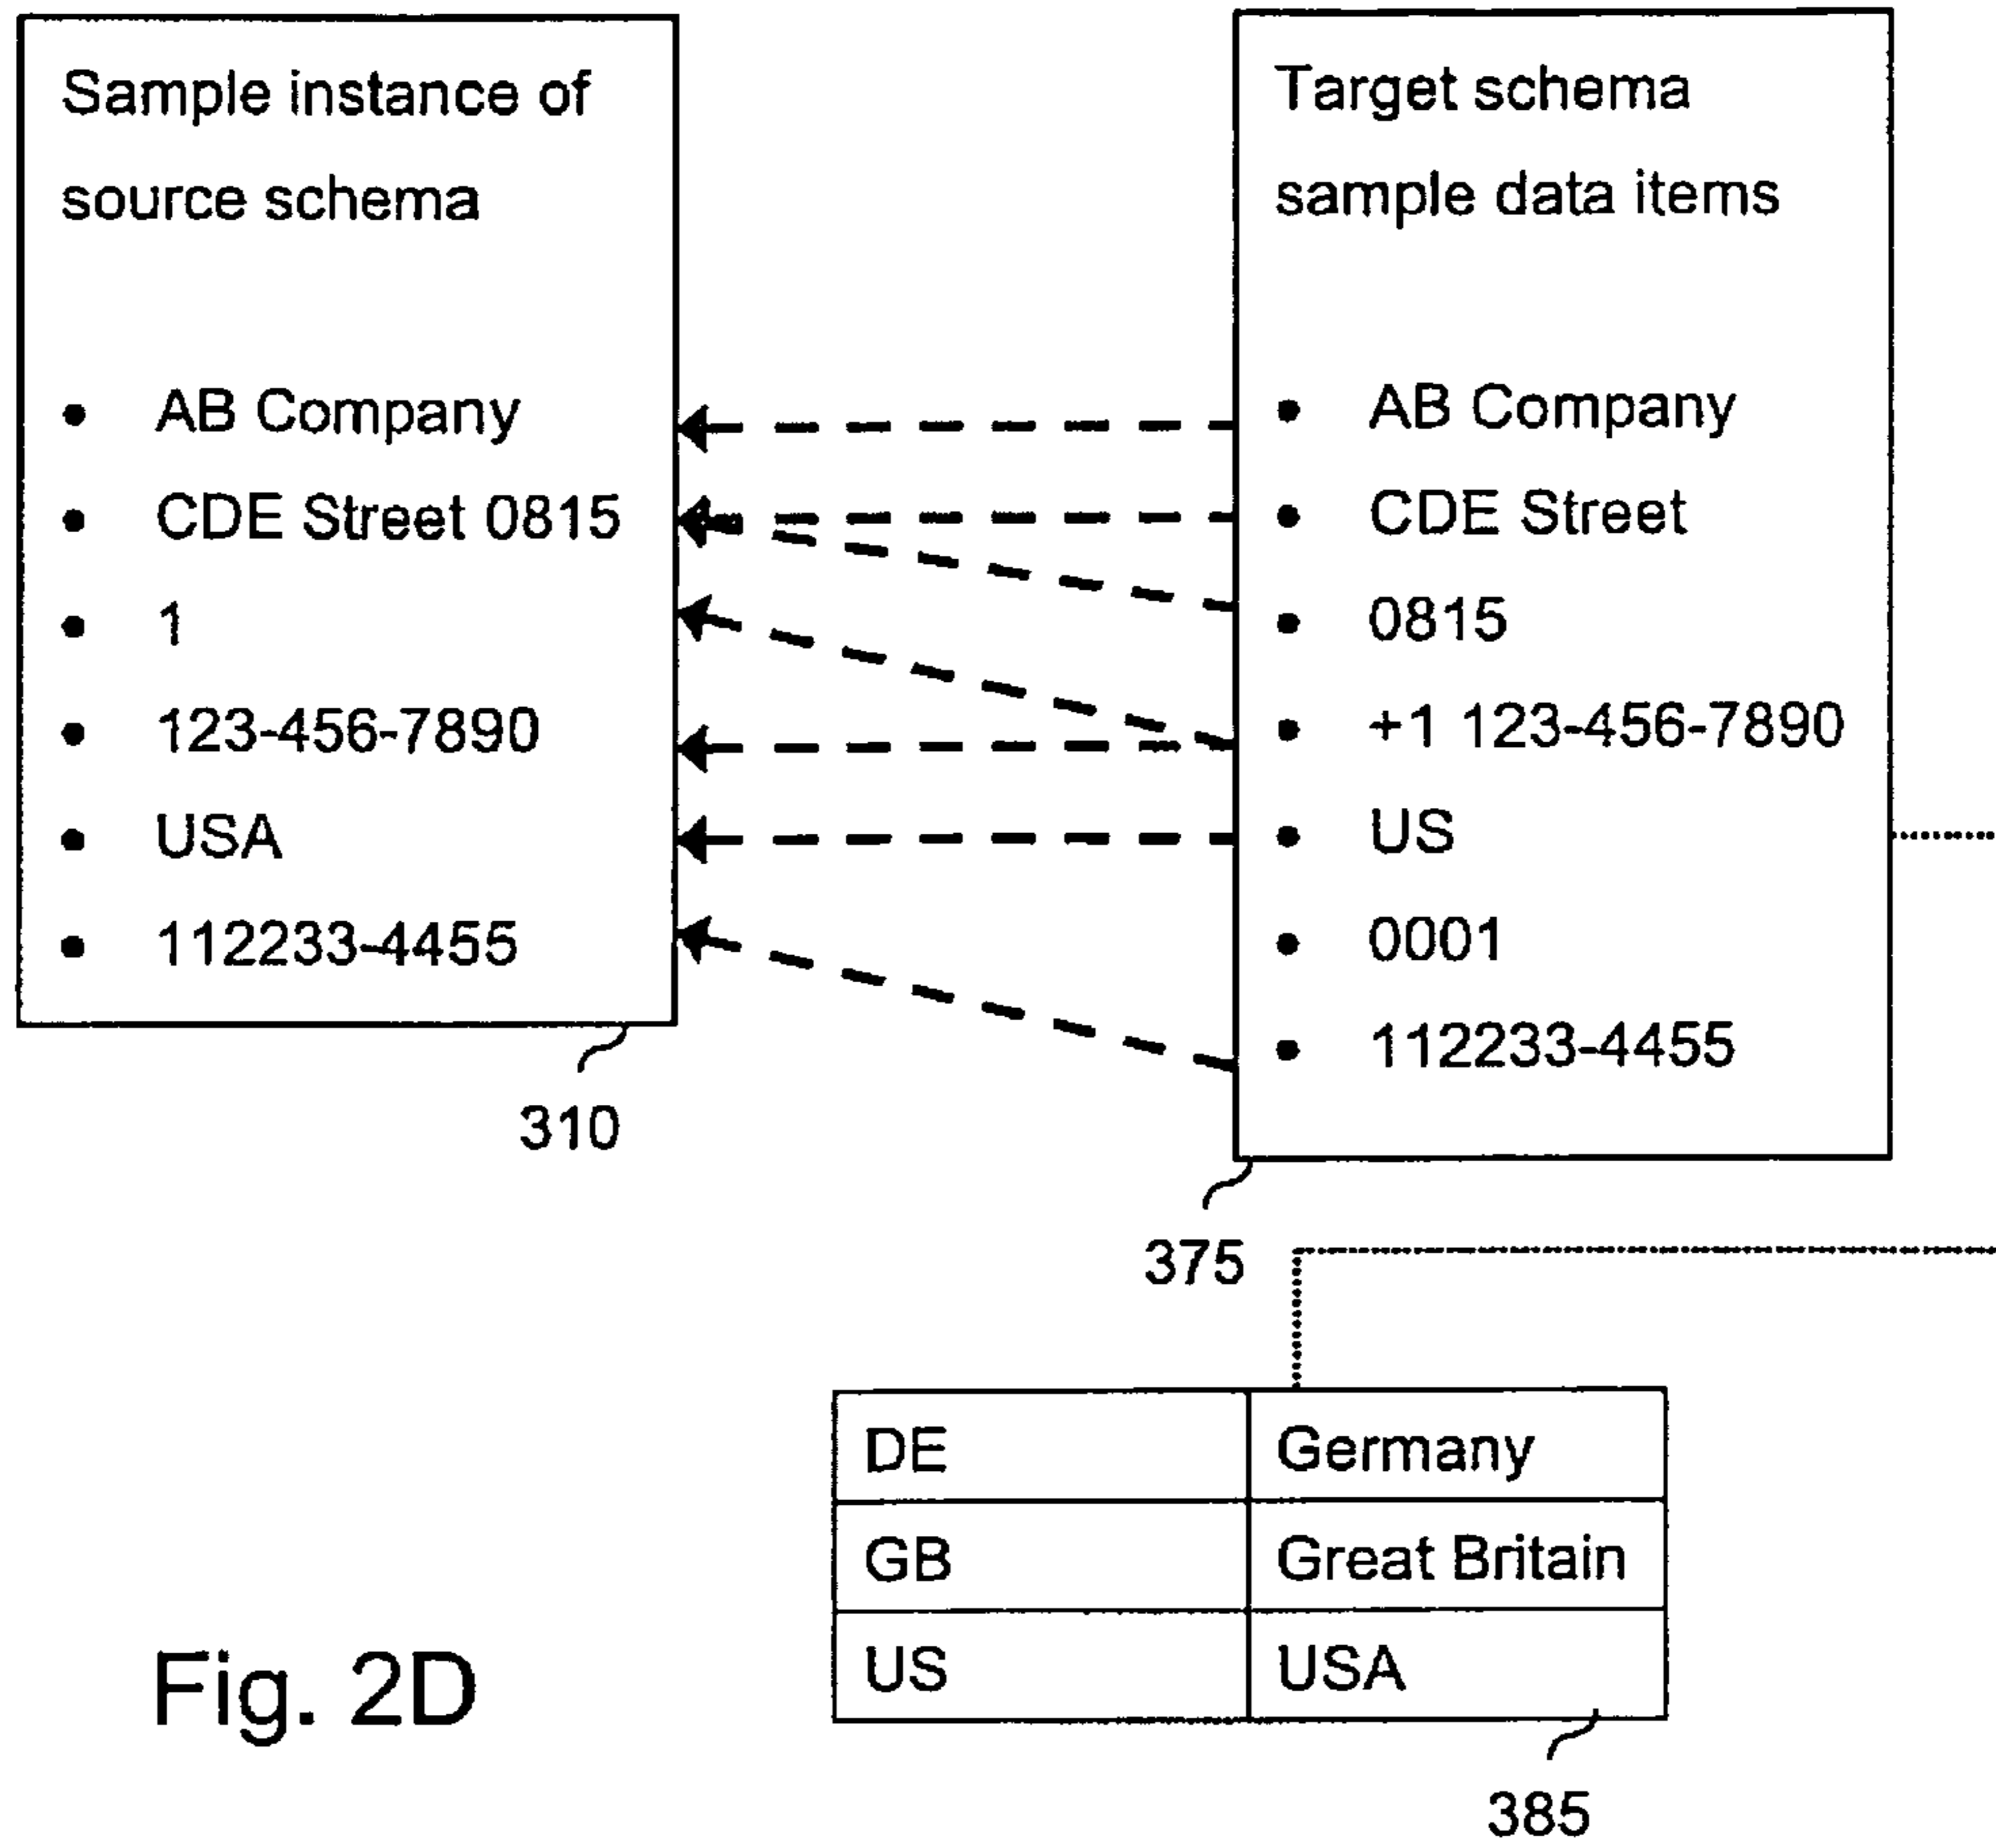 Sample instance of
source schema
• AB Company
• CDE Street 0815
• 1
• 123-456-7890
• USA
• 112233-4455
310
Target schema
sample data items
• AB Company
• CDE Street
• 0815
• +1 123-456-7890
• US
• 0001
• 112233-4455
375
DE Germany
GB Great Britain
US USA
385
Fig. 2D